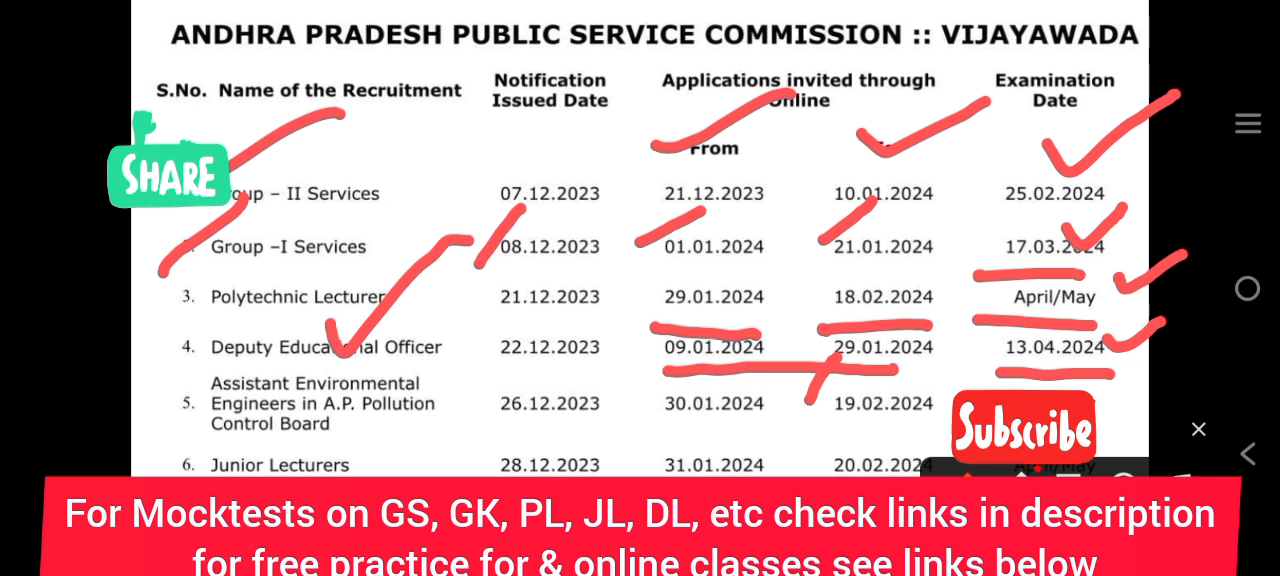 ANDHRA PRADESH PUBLIC SERVICE COMMISSION :: VIJAYAWADA
S.No. Name of the Recruitment Notification Issued Date Applications invited through Online Examination Date
From
SHARE
– II Services 07.12.2023 21.12.2023 10.01.2024 25.02.2024
Group –I Services 08.12.2023 01.01.2024 21.01.2024 17.03.2024
3. Polytechnic Lecturer 21.12.2023 29.01.2024 18.02.2024 April/May
4. Deputy Educational Officer 22.12.2023 09.01.2024 29.01.2024 13.04.2024
Assistant Environmental
5. Engineers in A.P. Pollution 26.12.2023 30.01.2024 19.02.2024
Control Board
Subscribe
6. Junior Lecturers 28.12.2023 31.01.2024 20.02.2024 April/May
For Mocktests on GS, GK, PL, JL, DL, etc check links in description
for free practice for & online classes see links below